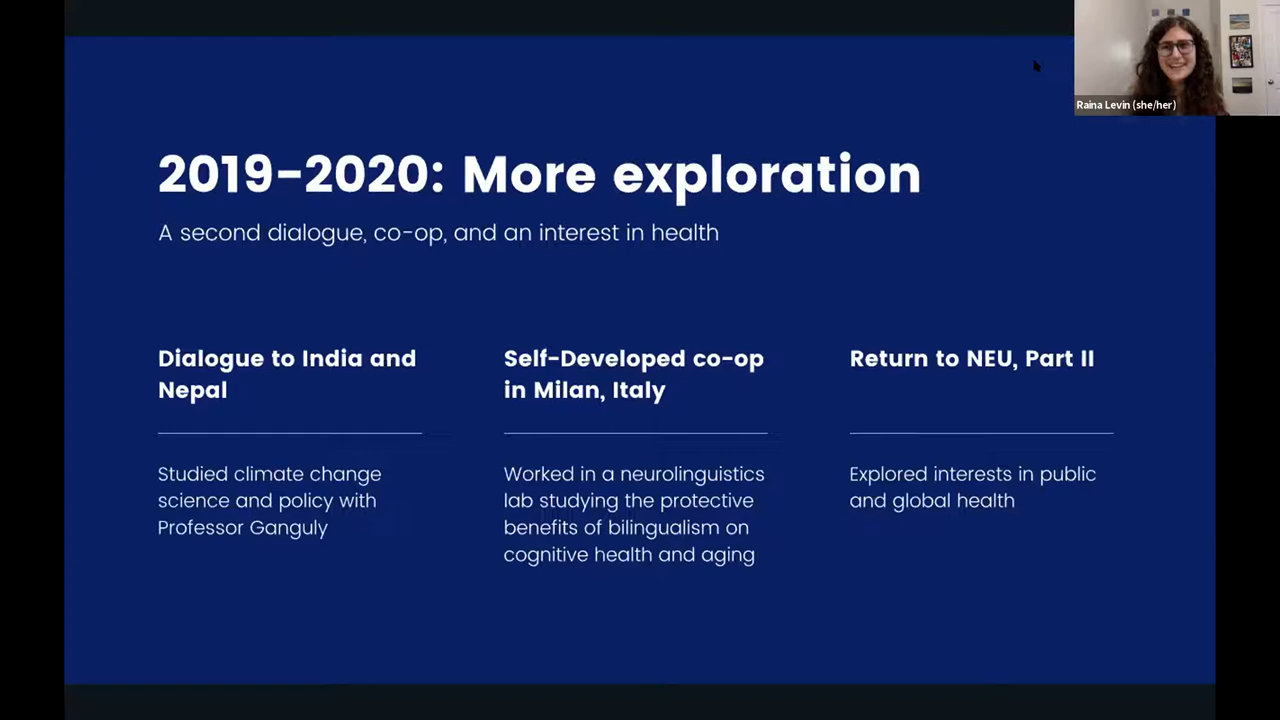 Raina Levin (she/her)
2019-2020: More exploration
A second dialogue, co-op, and an interest in health
Dialogue to India and
Nepal
Studied climate change
science and policy with
Professor Ganguly
Self-Developed co-op
in Milan, Italy
Worked in a neurolinguistics
lab studying the protective
benefits of bilingualism on
cognitive health and aging
Return to NEU, Part II
Explored interests in public
and global health